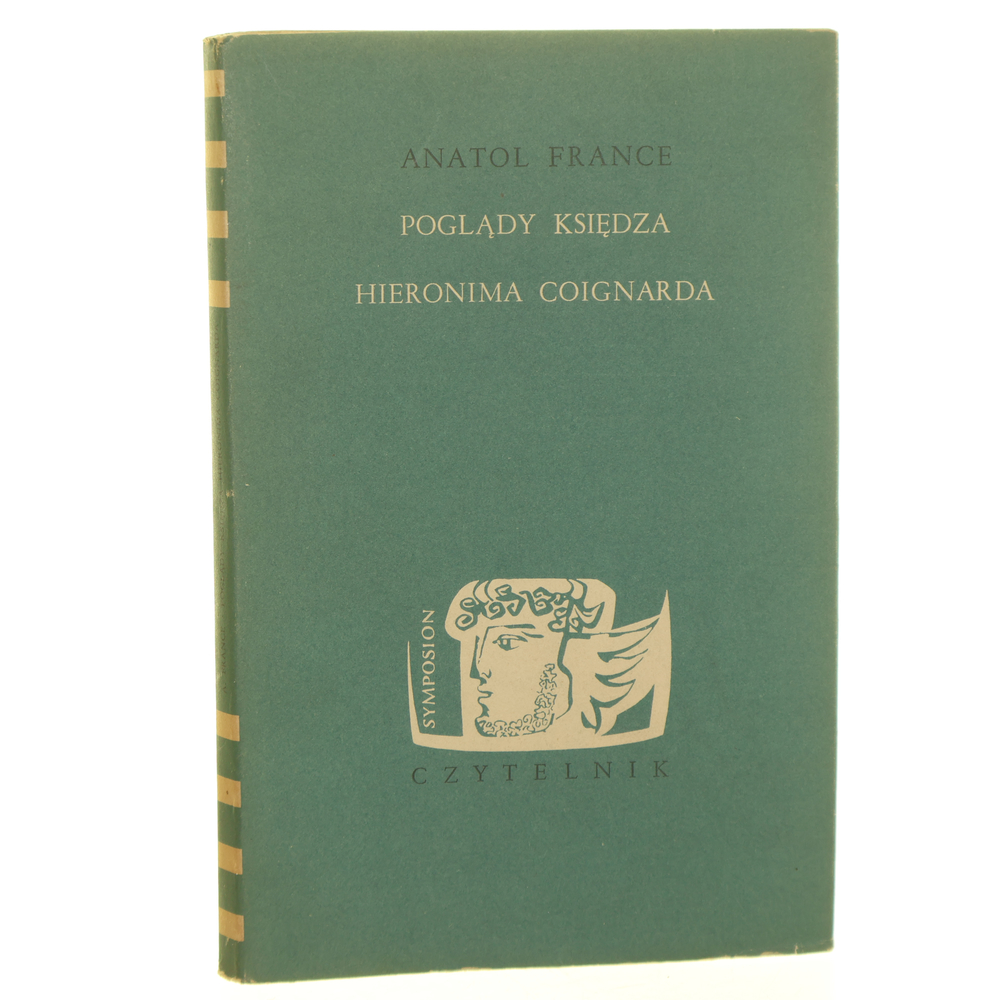 ANATOL FRANCE
POGLĄDY KSIĘDZA
HIERONIMA COIGNARDA
SYMPOSION
CZYTELNIK